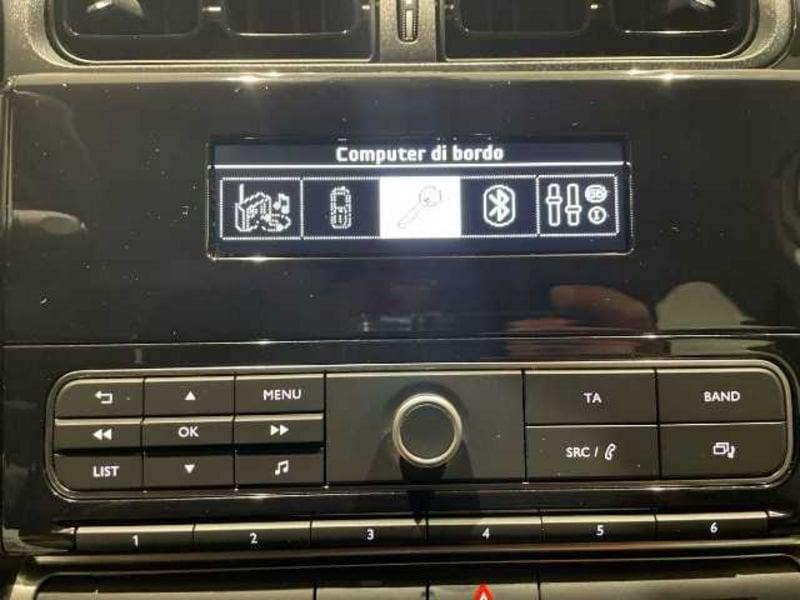 Computer di bordo
MENU
TA
BAND
OK
SRC /
LIST
1 2 3 4 5 6